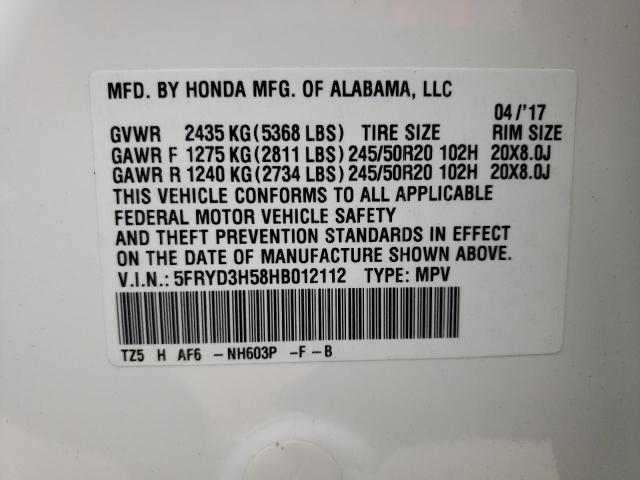 MFD. BY HONDA MFG. OF ALABAMA, LLC
04/'17
GVWR 2435 KG(5368 LBS) TIRE SIZE RIM SIZE
GAWR F 1275 KG(2811 LBS) 245/50R20 102H 20X8.0J
GAWR R 1240 KG(2734 LBS) 245/50R20 102H 20X8.0J
THIS VEHICLE CONFORMS TO ALL APPLICABLE
FEDERAL MOTOR VEHICLE SAFETY
AND THEFT PREVENTION STANDARDS IN EFFECT
ON THE DATE OF MANUFACTURE SHOWN ABOVE.
V.I.N.: 5FRYD3H58HB012112 TYPE: MPV
TZ5 H AF6 -NH603P -F-B